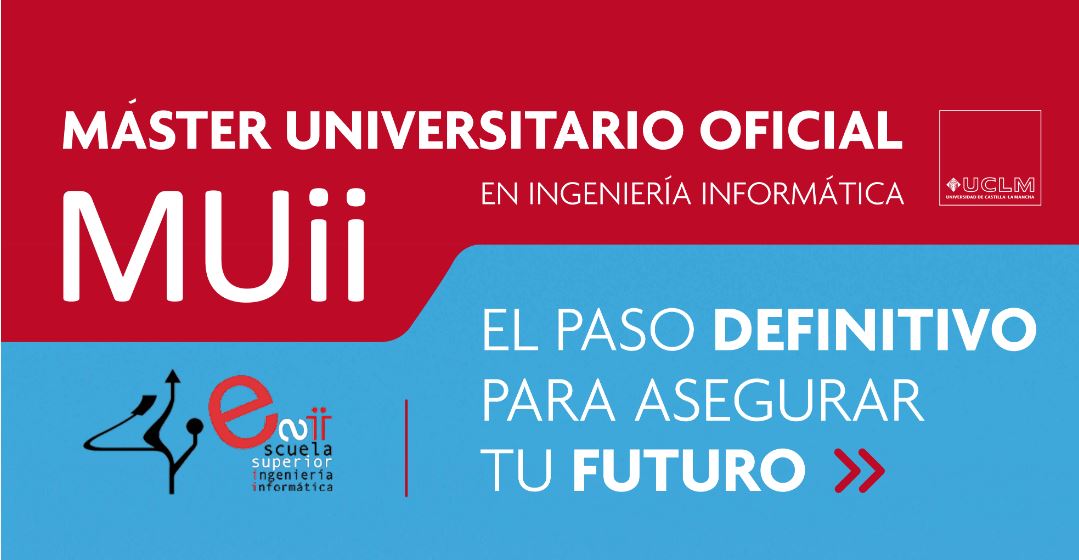 MÁSTER UNIVERSITARIO OFICIAL
MUii
EN INGENIERÍA INFORMÁTICA
UCLM
UNIVERSIDAD DE CASTILLA-LA MANCHA
EL PASO DEFINITIVO
PARA ASEGURAR
TU FUTURO »
esii
escuela
superior
ingeniería
informática